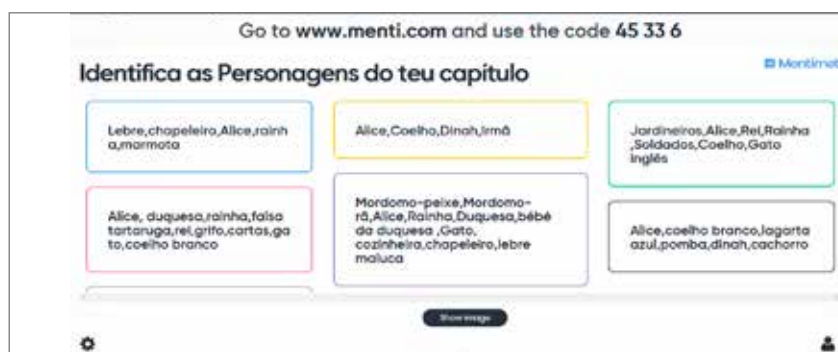 Go to www.menti.com and use the code 45 33 6
Identifica as Personagens do teu capítulo
Mentimet
Lebre,chapeleiro,Alice,rainh
a,marmota
Alice,Coelho,Dinah,Irmã
Jardineiros,Alice,Rei,Rainha
,Soldados,Coelho,Gato
inglês
Alice, duquesa,rainha,falsa
tartaruga,rei,grifo,cartas,ga
to,coelho branco
Mordomo-peixe,Mordomo-
rã,Alice,Rainha,Duquesa,bébé
da duquesa ,Gato,
cozinheira,chapeleiro,lebre
maluca
Alice,coelho branco,lagarta
azul,pomba,dinah,cachorro
Show image